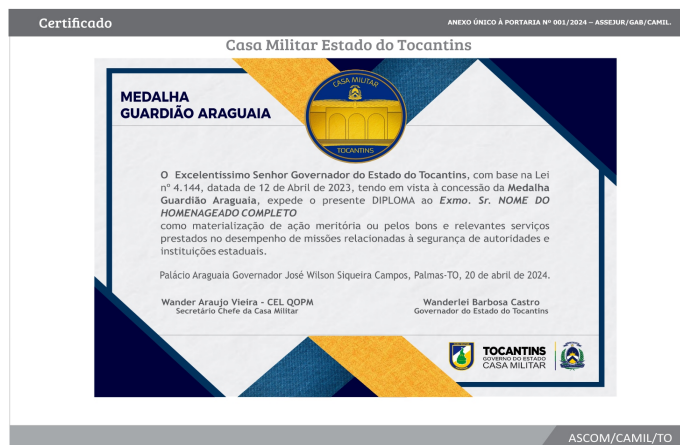 Certificado
ANEXO ÚNICO À PORTARIA Nº 001/2024 – ASSEJUR/GAB/CAMIL.
Casa Militar Estado do Tocantins
MEDALHA
GUARDIÃO ARAGUAIA
CASA MILITAR
TOCANTINS
O Excelentíssimo Senhor Governador do Estado do Tocantins, com base na Lei
nº 4.144, datada de 12 de Abril de 2023, tendo em vista à concessão da Medalha
Guardião Araguaia, expede o presente DIPLOMA ao Exmo. Sr. NOME DO
HOMENAGEADO COMPLETO
como materialização de ação meritória ou pelos bons e relevantes serviços
prestados no desempenho de missões relacionadas à segurança de autoridades e
instituições estaduais.
Palácio Araguaia Governador José Wilson Siqueira Campos, Palmas-TO, 20 de abril de 2024.
Wander Araujo Vieira - CEL QOPM
Secretário Chefe da Casa Militar
Wanderlei Barbosa Castro
Governador do Estado do Tocantins
TOCANTINS
GOVERNO DO ESTADO
CASA MILITAR
ASCOM/CAMIL/TO